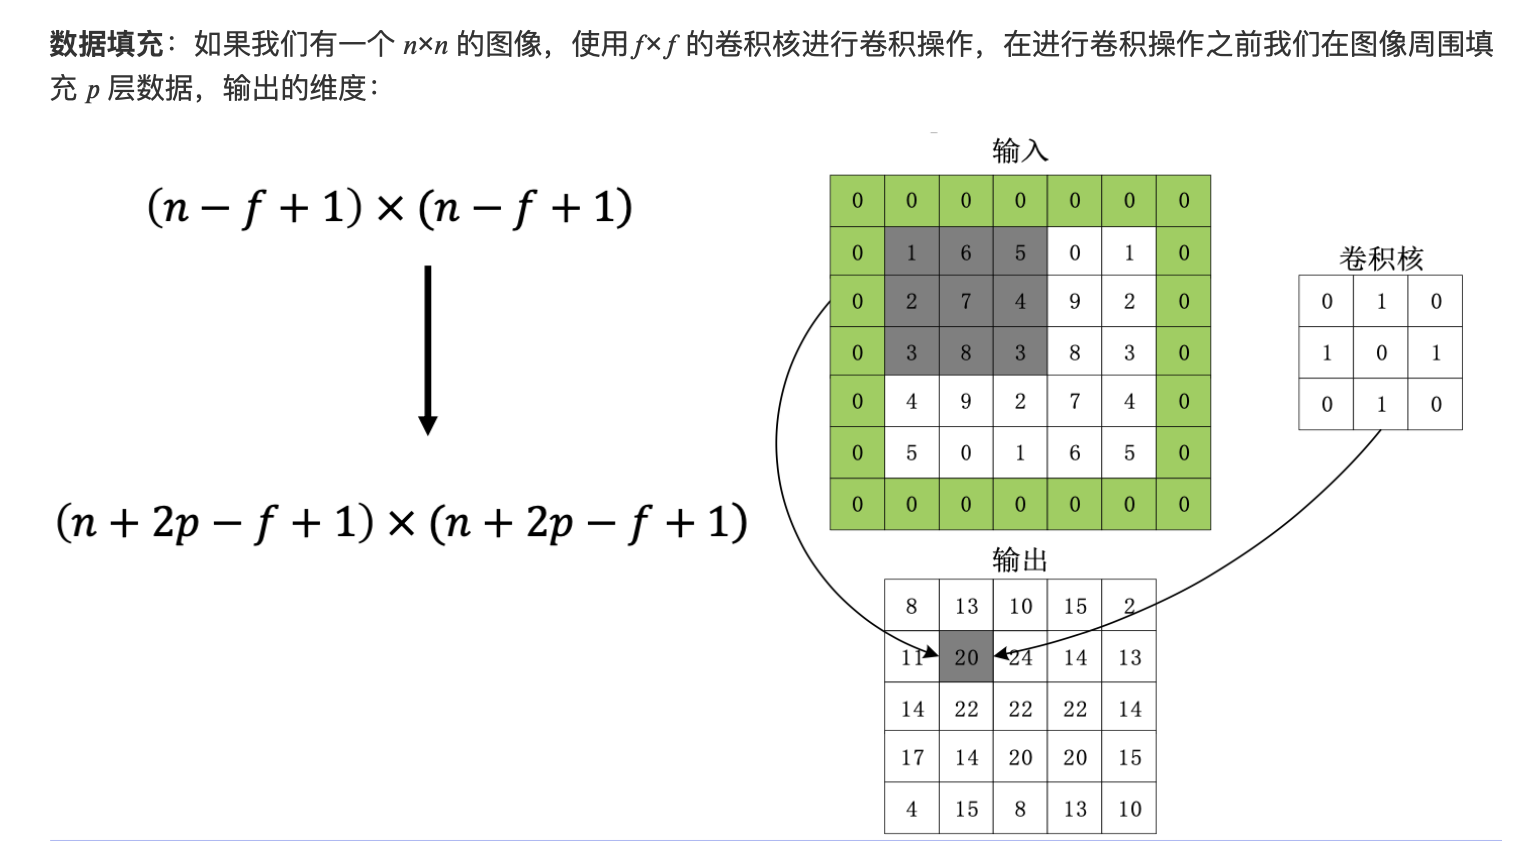 数据填充：如果我们有一个 n×n 的图像，使用f×f 的卷积核进行卷积操作，在进行卷积操作之前我们在图像周围填
充 p 层数据，输出的维度：
(n − f + 1) × (n − f + 1)
(n + 2p − f + 1) × (n + 2p − f + 1)
输入
0 0 0 0 0 0 0
0 1 6 5 0 1 0
0 2 7 4 9 2 0
0 3 8 3 8 3 0
0 4 9 2 7 4 0
0 5 0 1 6 5 0
0 0 0 0 0 0 0
卷积核
0 1 0
1 0 1
0 1 0
输出
8 13 10 15 2
11 20 24 14 13
14 22 22 22 14
17 14 20 20 15
4 15 8 13 10